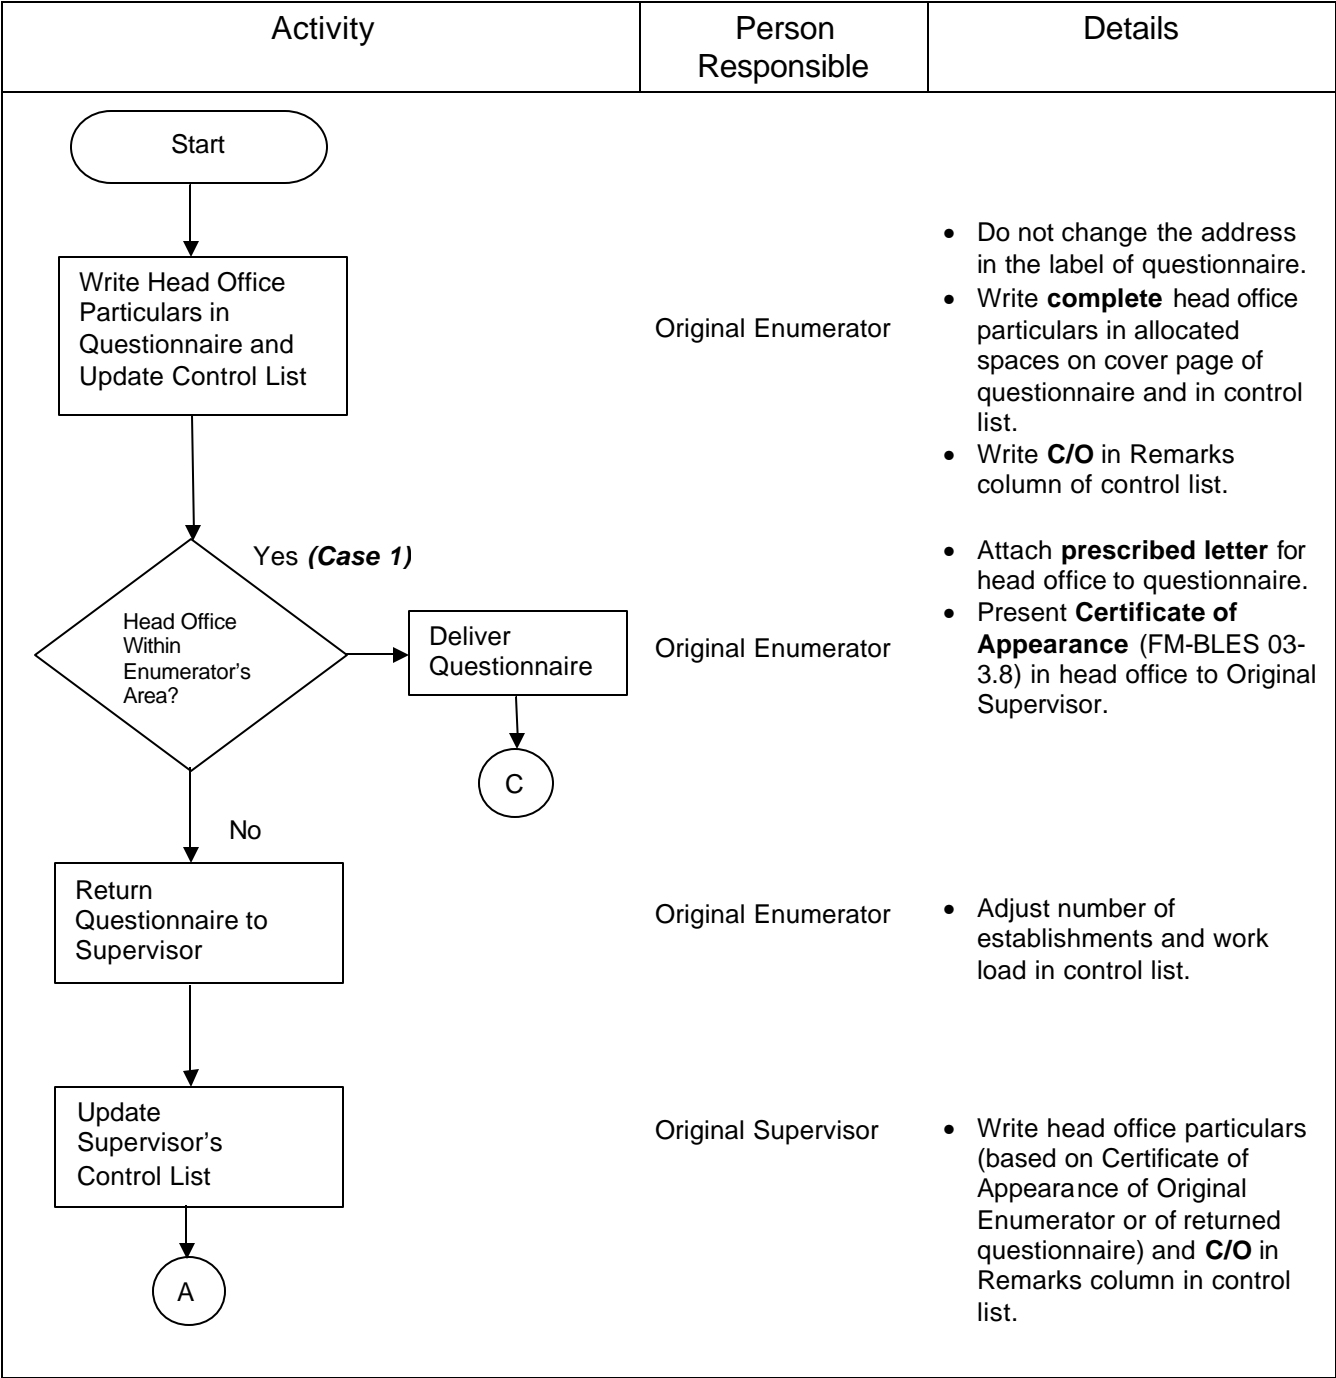 Activity
Person
Responsible
Details
Start
Write Head Office
Particulars in
Questionnaire and
Update Control List
Original Enumerator
• Do not change the address
in the label of questionnaire.
• Write complete head office
particulars in allocated
spaces on cover page of
questionnaire and in control
list.
• Write C/O in Remarks
column of control list.
Yes (Case 1)
Head Office
Within
Enumerator's
Area?
Deliver
Questionnaire
Original Enumerator
• Attach prescribed letter for
head office to questionnaire.
• Present Certificate of
Appearance (FM-BLES 03-
3.8) in head office to Original
Supervisor.
C
No
Return
Questionnaire to
Supervisor
Original Enumerator
• Adjust number of
establishments and work
load in control list.
Update
Supervisor's
Control List
Original Supervisor
• Write head office particulars
(based on Certificate of
Appearance of Original
Enumerator or of returned
questionnaire) and C/O in
Remarks column in control
list.
A